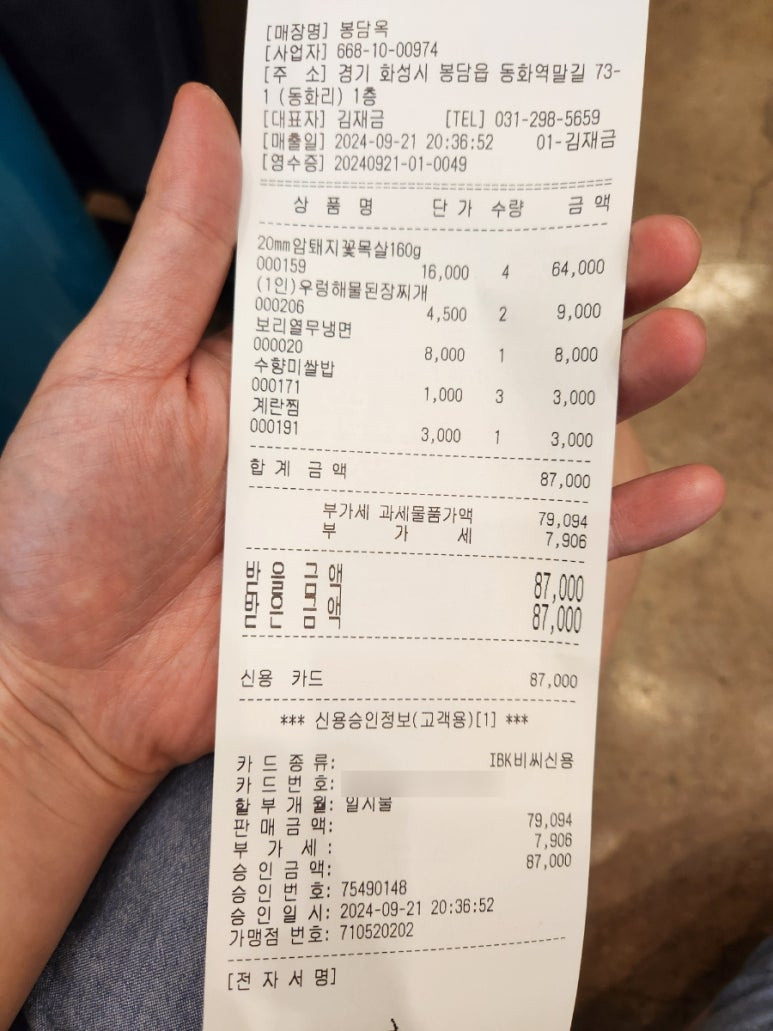 [매장명] 봉담옥
[사업자] 668-10-00974
[주 소] 경기 화성시 봉담읍 동화역말길 73-
1 (동화리) 1층
[대표자] 김재금 [TEL] 031-298-5659
[매출일] 2024-09-21 20:36:52 01-김재금
[영수증] 20240921-01-0049
상 품 명 단 가 수량 금 액
20mm암퇘지꽃목살160g
000159 16,000 4 64,000
(1인)우렁해물된장찌개
000206 4,500 2 9,000
보리열무냉면
000020 8,000 1 8,000
수향미쌀밥
000171 1,000 3 3,000
계란찜
000191 3,000 1 3,000
합 계 금 액 87,000
부가세 과세물품가액 79,094
부 가 세 7,906
받을 금액 87,000
받은 금액 87,000
신용 카드 87,000
*** 신용승인정보(고객용)[1] ***
카 드 종 류: IBK비씨신용
카 드 번 호:
할 부 개 월: 일시불
판 매 금 액: 79,094
부 가 세 : 7,906
승 인 금 액: 87,000
승 인 번 호: 75490148
승 인 일 시: 2024-09-21 20:36:52
가맹점 번호: 710520202
[전 자 서 명]